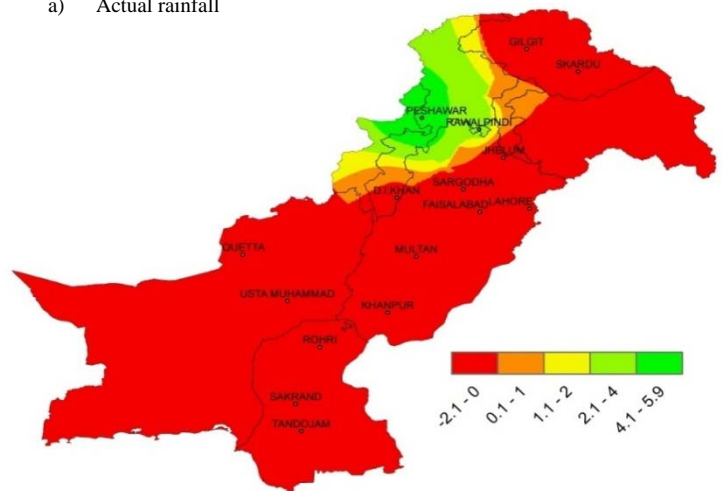 a) Actual rainfall
GILGIT
SKARDU
PESHAWAR
RAWALPINDI
JHELUM
SARGODHA
D.I.KHAN
FAISALABAD
LAHORE
QUETTA
MULTAN
USTA MUHAMMAD
KHANPUR
ROHRI
SAKRAND
TANDOJAM
-2.1 - 0
0.1 - 1
1.1 - 2
2.1 - 4
4.1 - 5.9